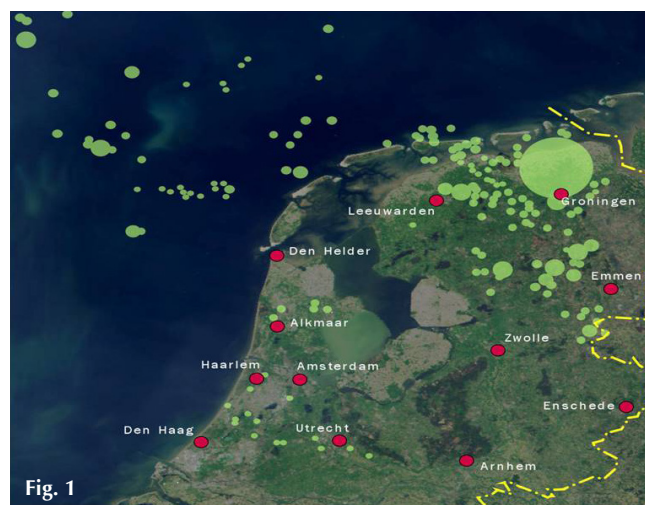 Groningen
Leeuwarden
Den Helder
Emmen
Alkmaar
Zwolle
Haarlem
Amsterdam
Enschede
Den Haag
Utrecht
Arnhem
Fig. 1